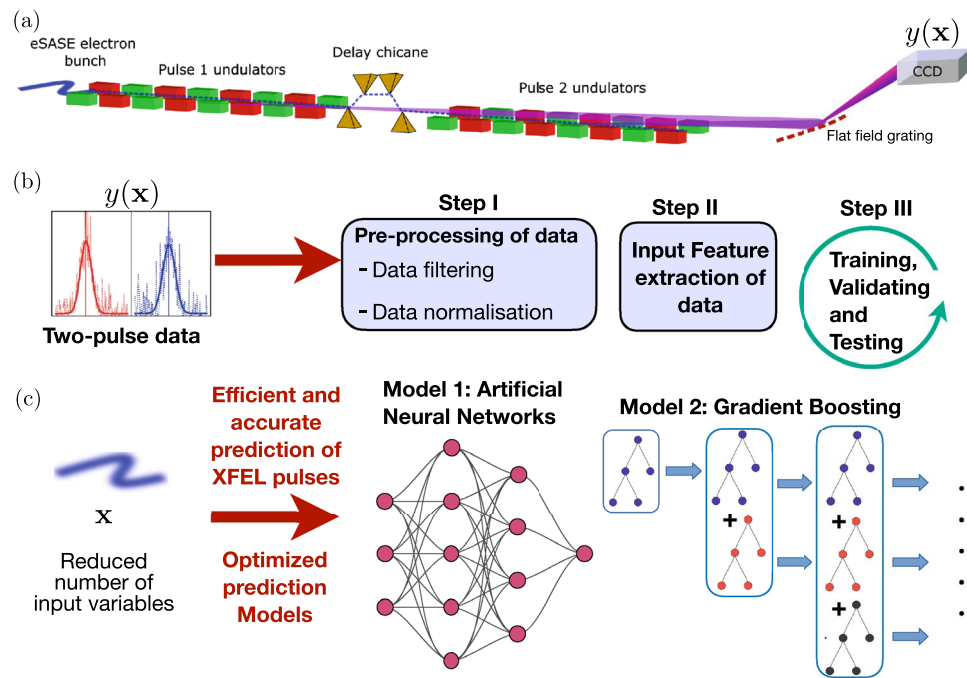 (a)
eSASE electron
bunch
Pulse 1 undulators
Delay chicane
Pulse 2 undulators
y(x)
CCD
Flat field grating
(b)
y(x)
Two-pulse data
Step I
Pre-processing of data
- Data filtering
- Data normalisation
Step II
Input Feature
extraction of
data
Step III
Training,
Validating
and
Testing
(c)
x
Reduced
number of
input variables
Efficient and
accurate
prediction of
XFEL pulses
Optimized
prediction
Models
Model 1: Artificial
Neural Networks
Model 2: Gradient Boosting
+
+
+